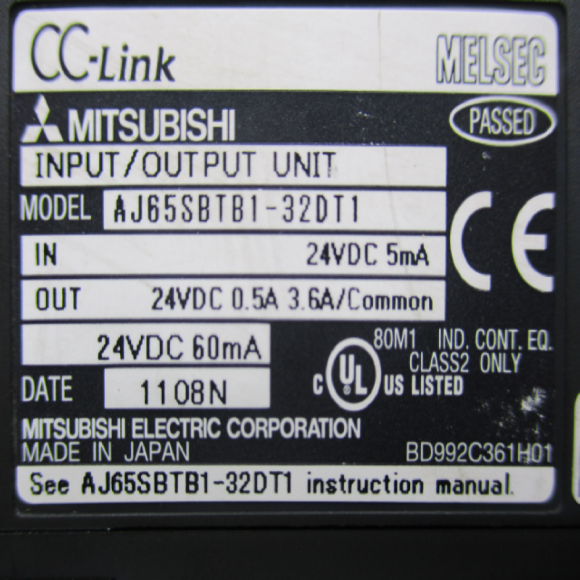 CC-Link MELSEC
MITSUBISHI PASSED
INPUT/OUTPUT UNIT
MODEL AJ65SBTB1-32DT1
CE
IN 24VDC 5mA
OUT 24VDC 0.5A 3.6A/Common
24VDC 60mA
80M1 IND. CONT. EQ.
CLASS2 ONLY
C UL US LISTED
DATE 1108N
MITSUBISHI ELECTRIC CORPORATION
MADE IN JAPAN BD992C361H01
See AJ65SBTB1-32DT1 instruction manual.